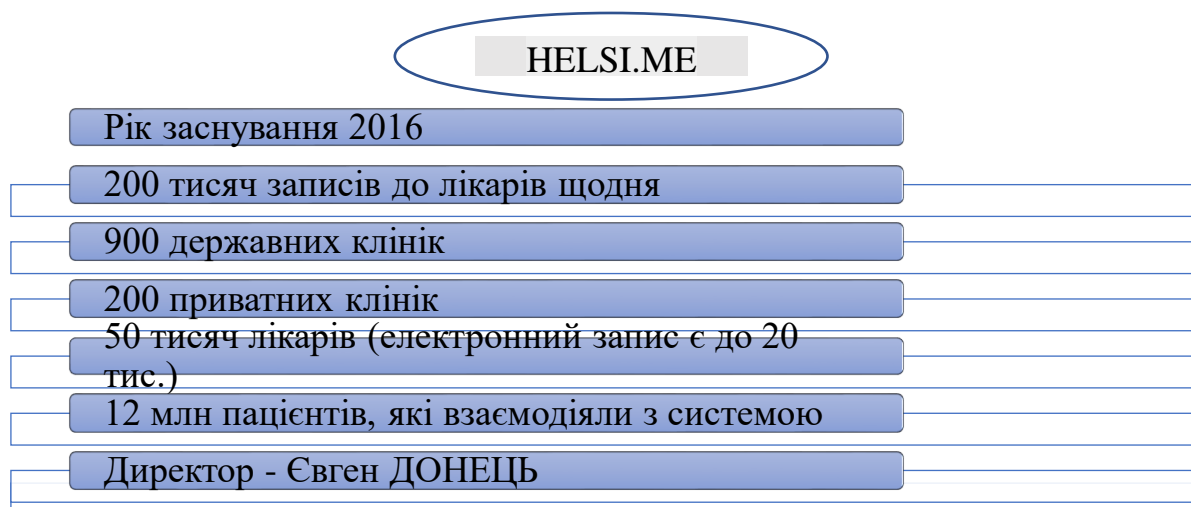 HELSI.ME
Рік заснування 2016
200 тисяч записів до лікарів щодня
900 державних клінік
200 приватних клінік
50 тисяч лікарів (електронний запис є до 20
тис.)
12 млн пацієнтів, які взаємодіяли з системою
Директор - Євген ДОНЕЦЬ